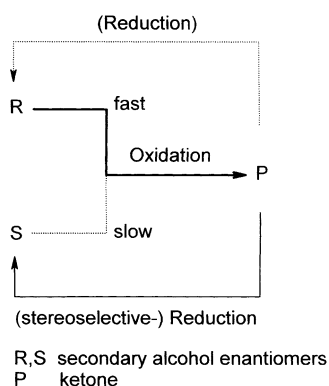 (Reduction)
R
fast
Oxidation
P
S
slow
(stereoselective-) Reduction
R,S secondary alcohol enantiomers
P ketone